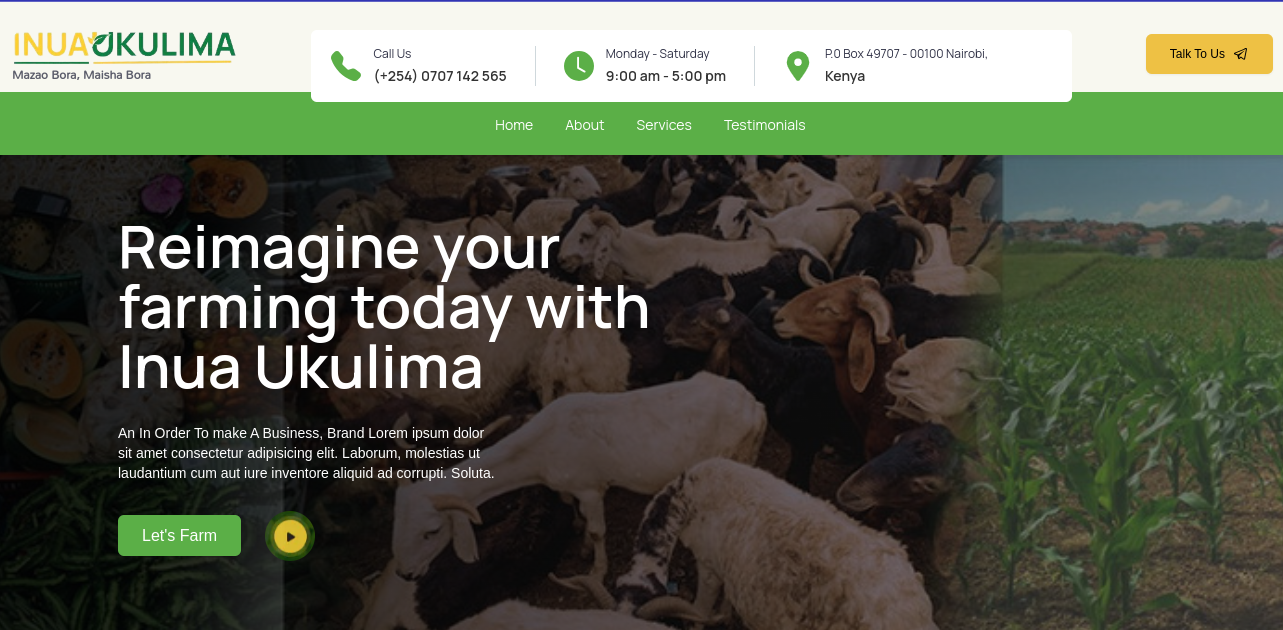 INUA UKULIMA
Mazao Bora, Maisha Bora
Call Us
(+254) 0707 142 565
Monday - Saturday
9:00 am - 5:00 pm
P.0 Box 49707 - 00100 Nairobi,
Kenya
Talk To Us
Home About Services Testimonials
Reimagine your
farming today with
Inua Ukulima
An In Order To make A Business, Brand Lorem ipsum dolor
sit amet consectetur adipisicing elit. Laborum, molestias ut
laudantium cum aut iure inventore aliquid ad corrupti. Soluta.
Let's Farm